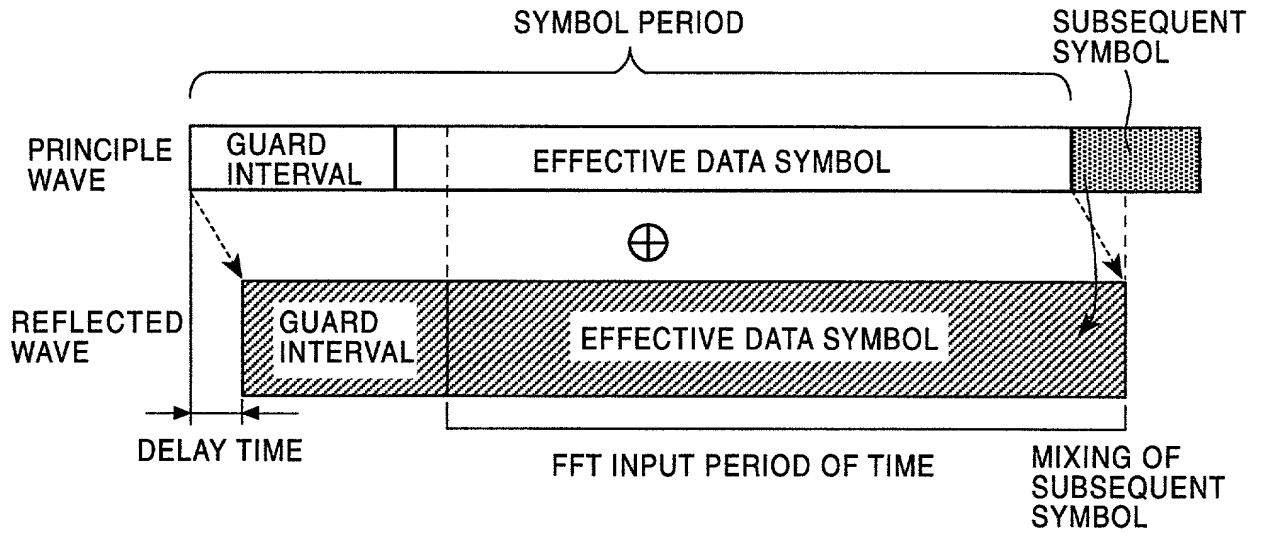 SYMBOL PERIOD
SUBSEQUENT
SYMBOL
PRINCIPLE
WAVE
GUARD
INTERVAL
EFFECTIVE DATA SYMBOL
REFLECTED
WAVE
GUARD
INTERVAL
EFFECTIVE DATA SYMBOL
DELAY TIME
FFT INPUT PERIOD OF TIME
MIXING OF
SUBSEQUENT
SYMBOL